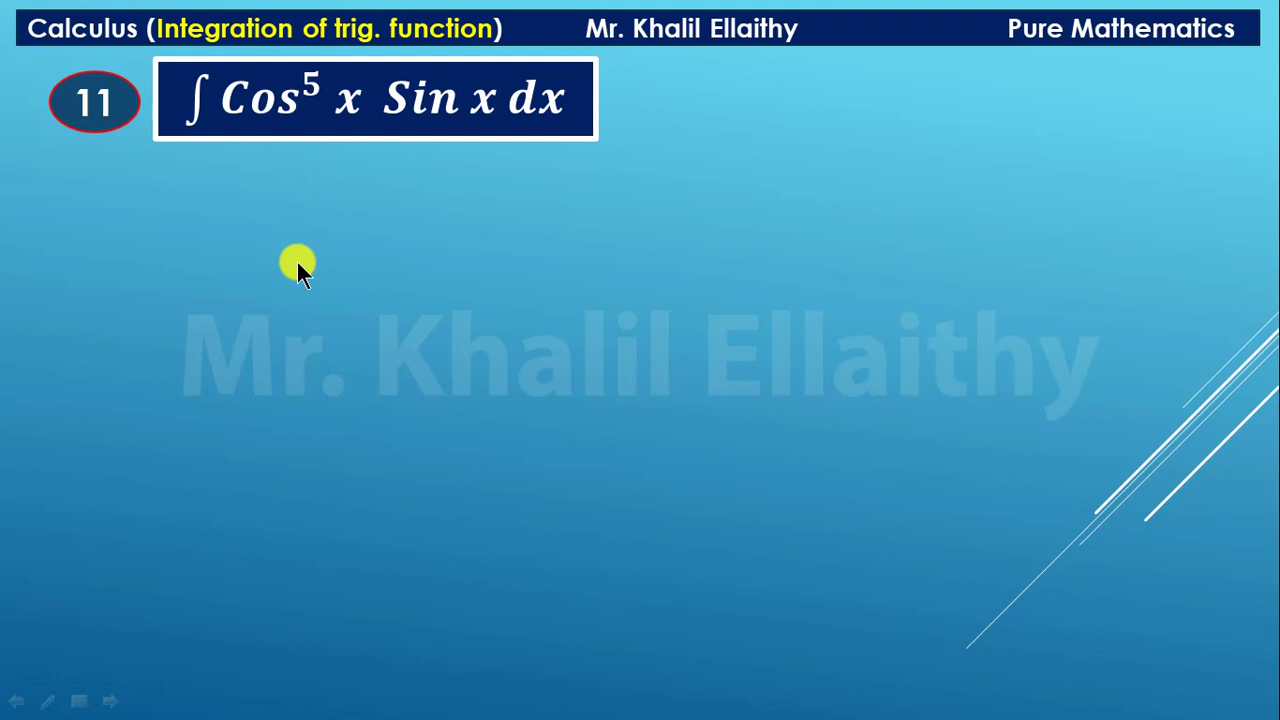 Calculus (Integration of trig. function) Mr. Khalil Ellaithy Pure Mathematics
11 ∫ Cos⁵ x Sin x dx
Mr. Khalil Ellaithy